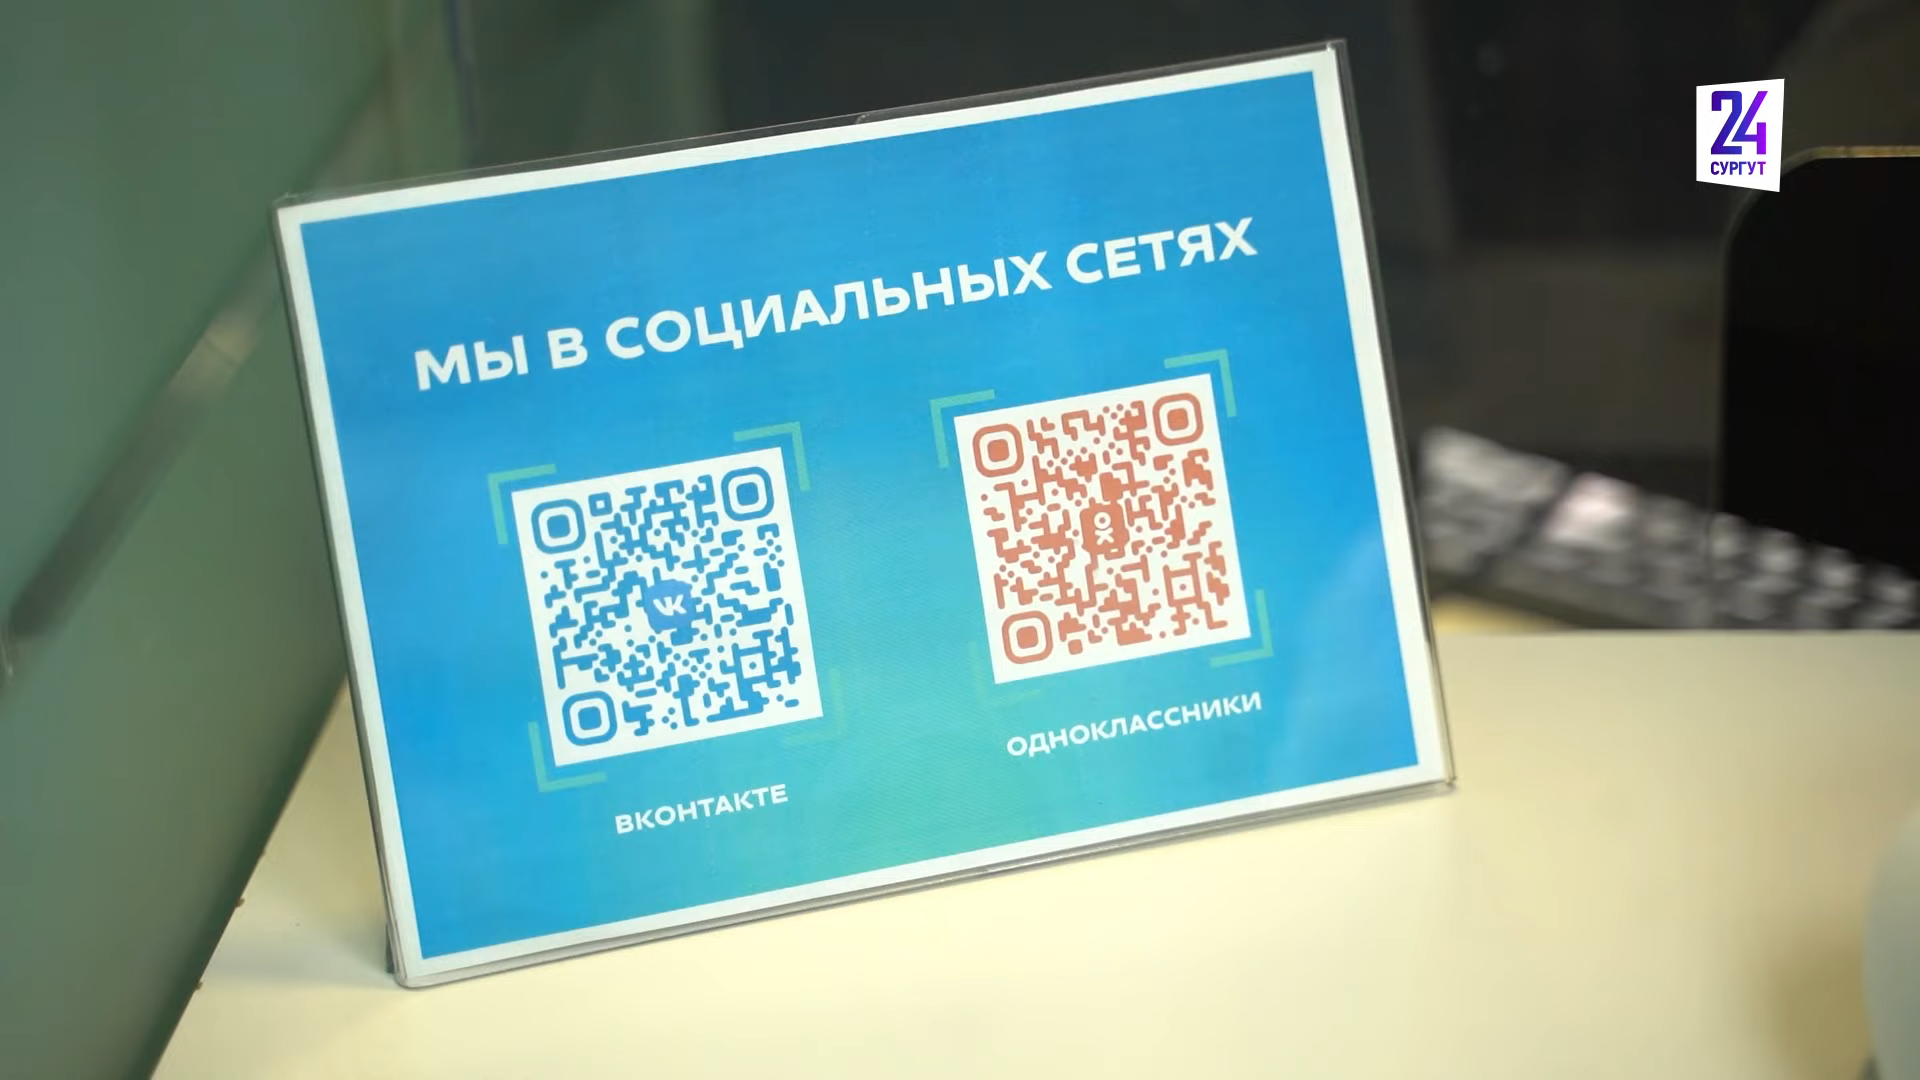 24
СУРГУТ
МЫ В СОЦИАЛЬНЫХ СЕТЯХ
VK
ВКОНТАКТЕ
ОДНОКЛАССНИКИ